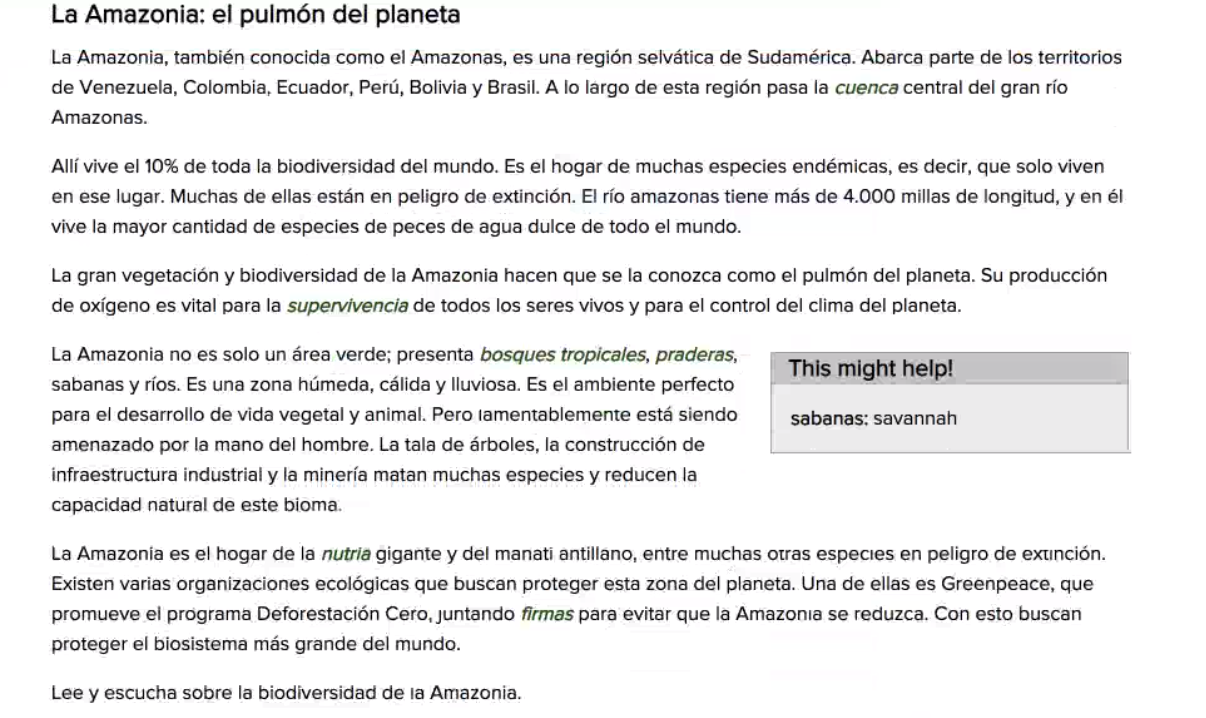 La Amazonia: el pulmón del planeta
La Amazonia, también conocida como el Amazonas, es una región selvática de Sudamérica. Abarca parte de los territorios
de Venezuela, Colombia, Ecuador, Perú, Bolivia y Brasil. A lo largo de esta región pasa la cuenca central del gran río
Amazonas.
Allí vive el 10% de toda la biodiversidad del mundo. Es el hogar de muchas especies endémicas, es decir, que solo viven
en ese lugar. Muchas de ellas están en peligro de extinción. El río amazonas tiene más de 4.000 millas de longitud, y en él
vive la mayor cantidad de especies de peces de agua dulce de todo el mundo.
La gran vegetación y biodiversidad de la Amazonia hacen que se la conozca como el pulmón del planeta. Su producción
de oxígeno es vital para la supervivencia de todos los seres vivos y para el control del clima del planeta.
La Amazonia no es solo un área verde; presenta bosques tropicales, praderas,
sabanas y ríos. Es una zona húmeda, cálida y lluviosa. Es el ambiente perfecto
para el desarrollo de vida vegetal y animal. Pero lamentablemente está siendo
amenazado por la mano del hombre. La tala de árboles, la construcción de
infraestructura industrial y la minería matan muchas especies y reducen la
capacidad natural de este bioma.
This might help!
sabanas: savannah
La Amazonia es el hogar de la nutria gigante y del manati antillano, entre muchas otras especies en peligro de extinción.
Existen varias organizaciones ecológicas que buscan proteger esta zona del planeta. Una de ellas es Greenpeace, que
promueve el programa Deforestación Cero, juntando firmas para evitar que la Amazonia se reduzca. Con esto buscan
proteger el biosistema más grande del mundo.
Lee y escucha sobre la biodiversidad de la Amazonia.